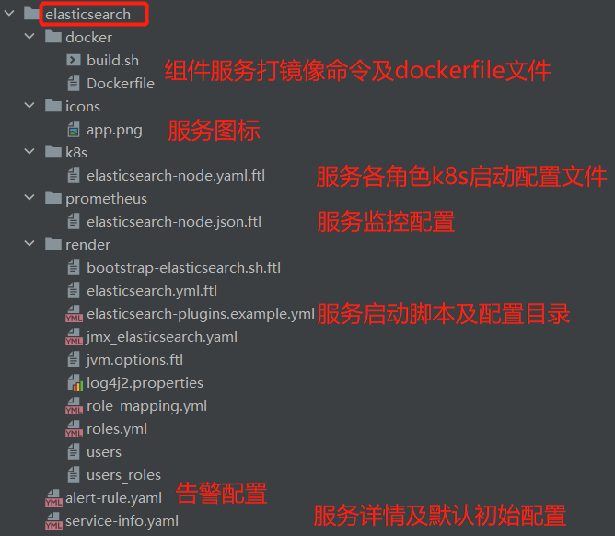 elasticsearch
docker
build.sh
Dockerfile
组件服务打镜像命令及dockerfile文件
icons
app.png
服务图标
k8s
elasticsearch-node.yaml.ftl
服务各角色k8s启动配置文件
prometheus
elasticsearch-node.json.ftl
服务监控配置
render
bootstrap-elasticsearch.sh.ftl
elasticsearch.yml.ftl
YML elasticsearch-plugins.example.yml
服务启动脚本及配置目录
YML jmx_elasticsearch.yaml
jvm.options.ftl
log4j2.properties
YML role_mapping.yml
YML roles.yml
users
users_roles
YML alert-rule.yaml
告警配置
YML service-info.yaml
服务详情及默认初始配置